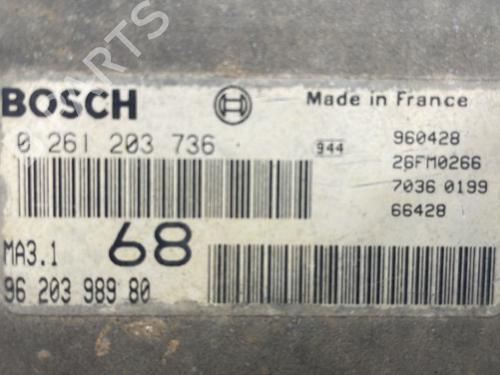 PARTS
BOSCH
Made in France
0 261 203 736
944
960428
26FM0266
7036 0199
66428
MA3.1
68
96 203 989 80